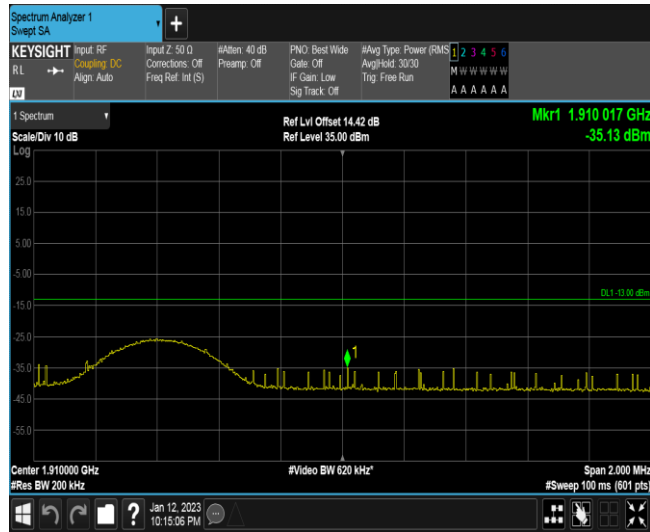 Spectrum Analyzer 1
Swept SA
+
KEYSIGHT
RL
LXI
Input: RF
Coupling: DC
Align: Auto
Input Z: 50 Ω
Corrections: Off
Freq Ref: Int (S)
#Atten: 40 dB
Preamp: Off
PNO: Best Wide
Gate: Off
IF Gain: Low
Sig Track: Off
#Avg Type: Power (RMS
Avg|Hold: 30/30
Trig: Free Run
1 2 3 4 5 6
M W W W W W
A A A A A A
1 Spectrum
Scale/Div 10 dB
Ref Lvl Offset 14.42 dB
Ref Level 35.00 dBm
Mkr1 1.910 017 GHz
-35.13 dBm
Log
25.0
15.0
5.00
-5.00
DL1 -13.00 dBm
-15.0
-25.0
1
-35.0
-45.0
-55.0
Center 1.910000 GHz
#Video BW 620 kHz*
Span 2.000 MHz
#Res BW 200 kHz
#Sweep 100 ms (601 pts)
?
Jan 12, 2023
10:15:06 PM